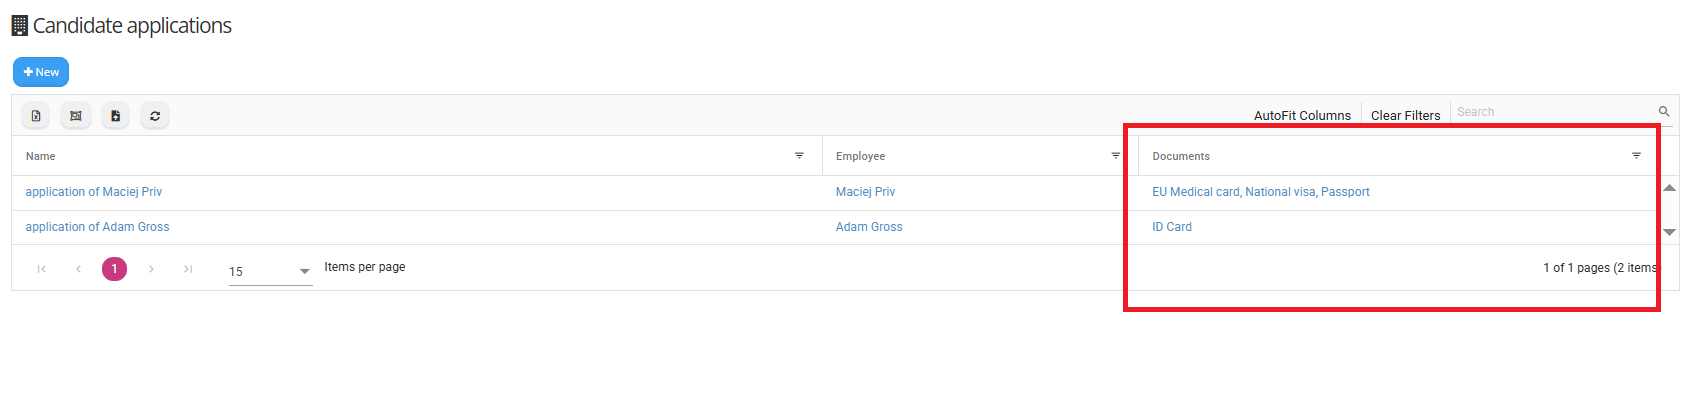 Candidate applications
New
AutoFit Columns Clear Filters Search
Name Employee Documents
application of Maciej Priv Maciej Priv EU Medical card, National visa, Passport
application of Adam Gross Adam Gross ID Card
1 15 Items per page 1 of 1 pages (2 items)